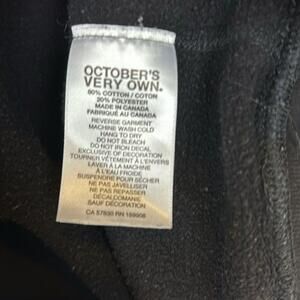 OCTOBER'S
VERY OWN.
80% COTTON / COTON
20% POLYESTER
MADE IN CANADA
FABRIQUÉ AU CANADA
REVERSE GARMENT
MACHINE WASH COLD
HANG TO DRY
DO NOT BLEACH
DO NOT IRON DECAL
EXCLUSIVE OF DECORATION
TOURNER VÊTEMENT À L'ENVERS
LAVER À LA MACHINE
À L'EAU FROIDE
SUSPENDRE POUR SÉCHER
NE PAS JAVELLISER
NE PAS REPASSER
DÉCALCOMANIE
SAUF DÉCORATION
CA 57830 RN 159908